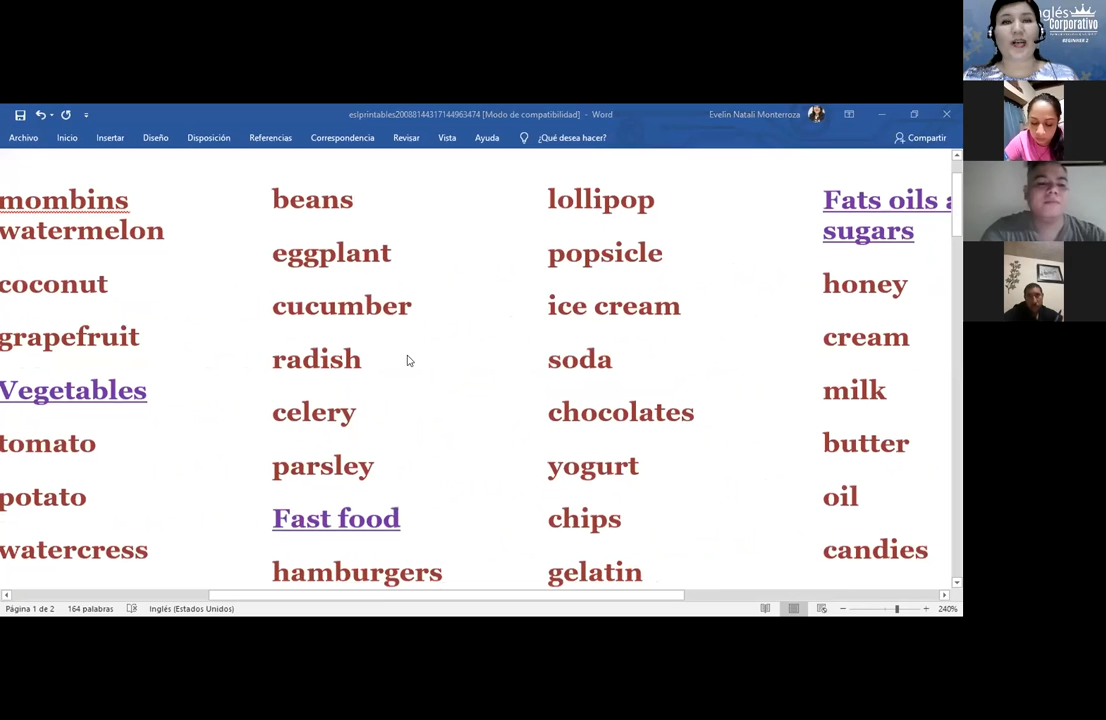 Inglés
Corporativo
BEGINNER 2
eslprintables20088144317144963474 [Modo de compatibilidad] - Word
Evelin Natali Monterroza
Archivo
Inicio
Insertar
Diseño
Disposición
Referencias
Correspondencia
Revisar
Vista
Ayuda
¿Qué desea hacer?
Compartir
mombins
watermelon
coconut
grapefruit
Vegetables
tomato
potato
watercress
beans
eggplant
cucumber
radish
celery
parsley
Fast food
hamburgers
lollipop
popsicle
ice cream
soda
chocolates
yogurt
chips
gelatin
Fats oils
sugars
honey
cream
milk
butter
oil
candies
Página 1 de 2
164 palabras
Inglés (Estados Unidos)
240%